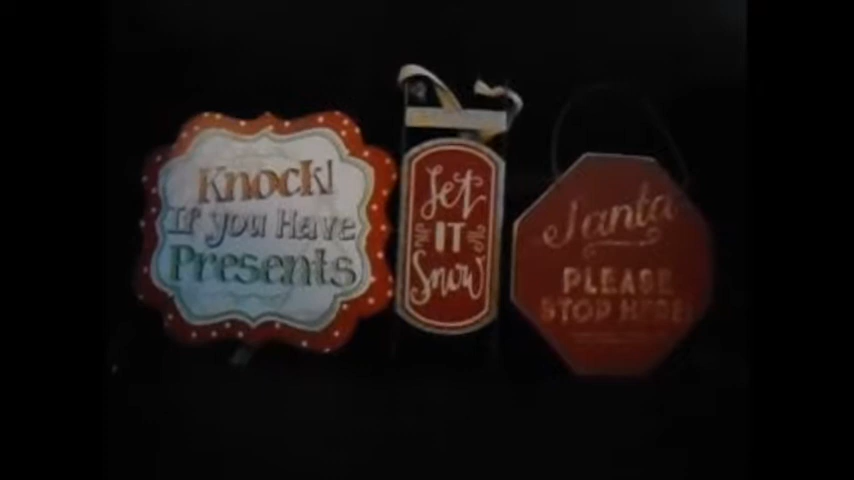 Knock!
If you Have
Presents
Let
IT
Snow
Santa
PLEASE
STOP HERE!